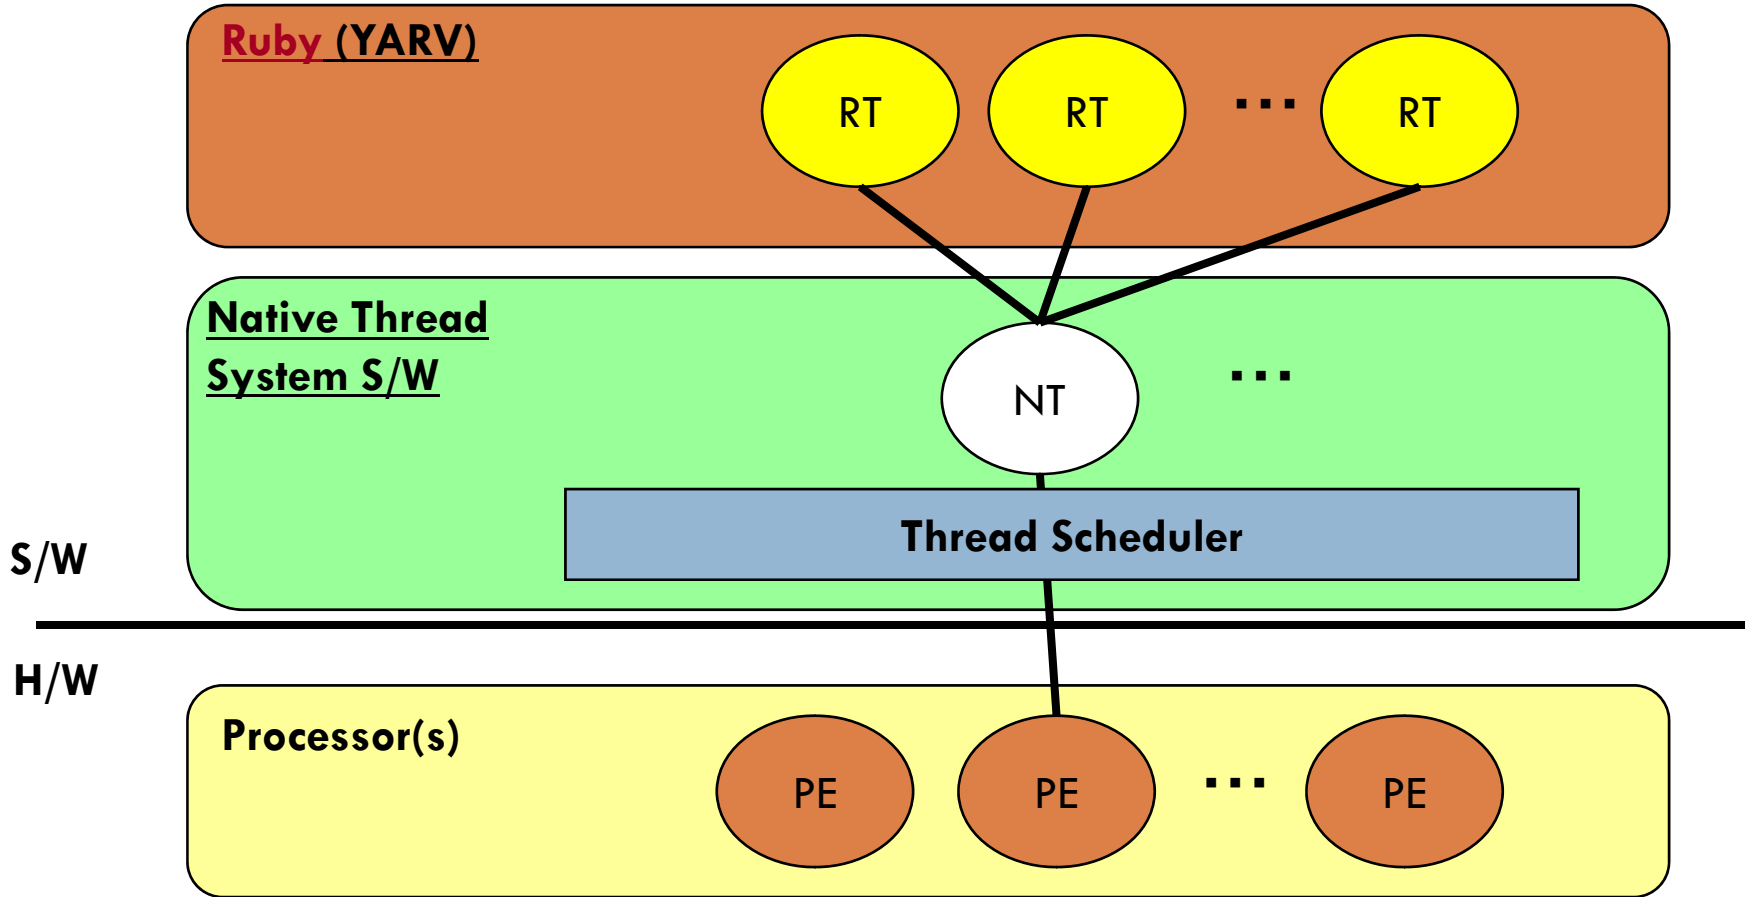 Ruby (YARV)
RT RT ... RT
Native Thread
System S/W
NT ...
Thread Scheduler
S/W
H/W
Processor(s)
PE PE ... PE